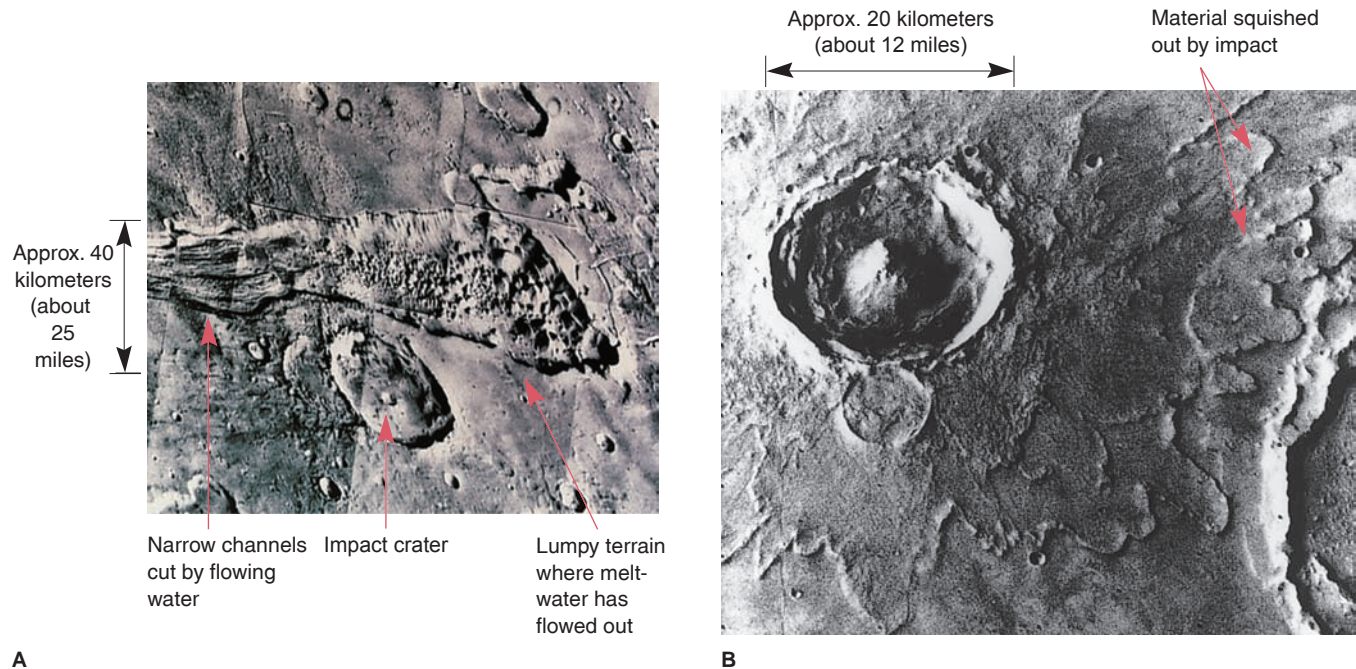 Approx. 40
kilometers
(about
25
miles)
Narrow channels
cut by flowing
water
Impact crater
Lumpy terrain
where melt-
water has
flowed out
A
Approx. 20 kilometers
(about 12 miles)
Material squished
out by impact
B